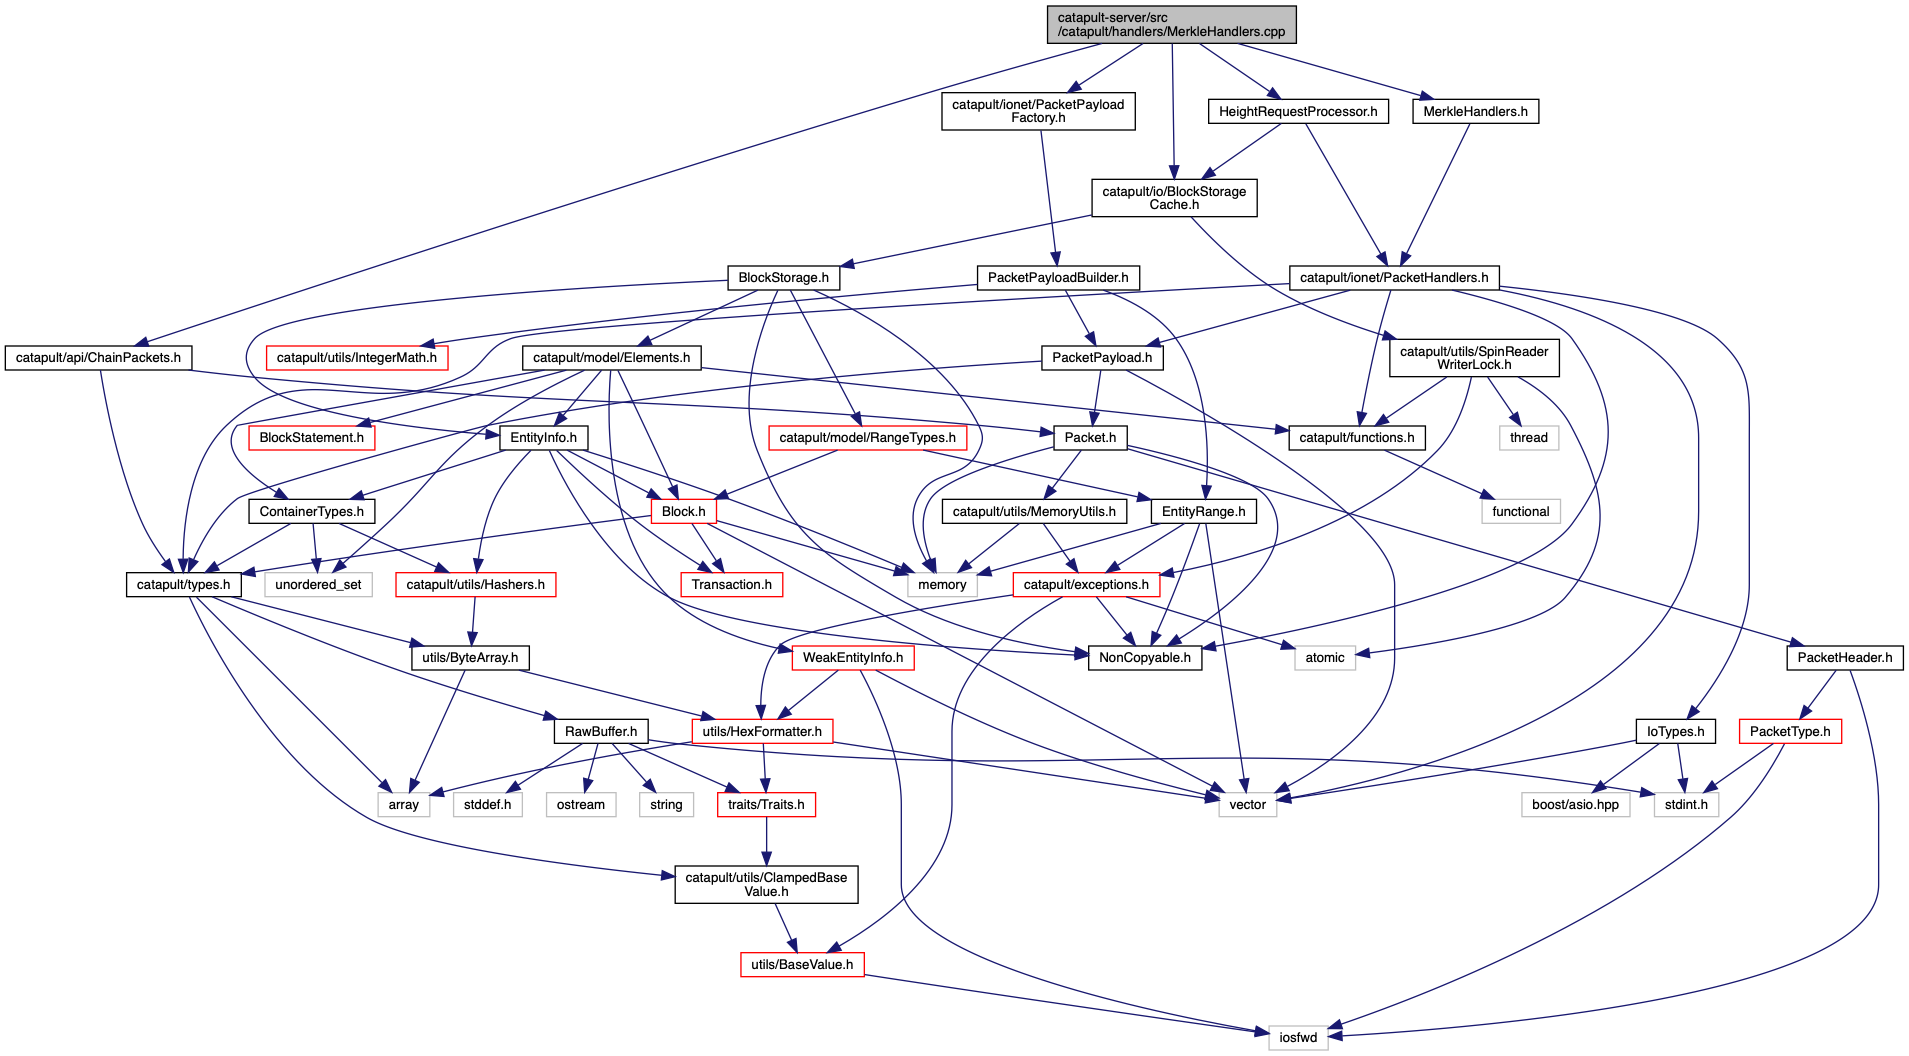 catapult-server/src
/catapult/handlers/MerkleHandlers.cpp
catapult/ionet/PacketPayload
Factory.h
HeightRequestProcessor.h
MerkleHandlers.h
catapult/io/BlockStorage
Cache.h
BlockStorage.h
PacketPayloadBuilder.h
catapult/ionet/PacketHandlers.h
catapult/api/ChainPackets.h
catapult/utils/IntegerMath.h
catapult/model/Elements.h
PacketPayload.h
catapult/utils/SpinReader
WriterLock.h
BlockStatement.h
EntityInfo.h
catapult/model/RangeTypes.h
Packet.h
catapult/functions.h
thread
ContainerTypes.h
Block.h
catapult/utils/MemoryUtils.h
EntityRange.h
functional
catapult/types.h
unordered_set
catapult/utils/Hashers.h
Transaction.h
memory
catapult/exceptions.h
utils/ByteArray.h
WeakEntityInfo.h
NonCopyable.h
atomic
PacketHeader.h
RawBuffer.h
utils/HexFormatter.h
IoTypes.h
PacketType.h
array
stddef.h
ostream
string
traits/Traits.h
vector
boost/asio.hpp
stdint.h
catapult/utils/ClampedBase
Value.h
utils/BaseValue.h
iosfwd